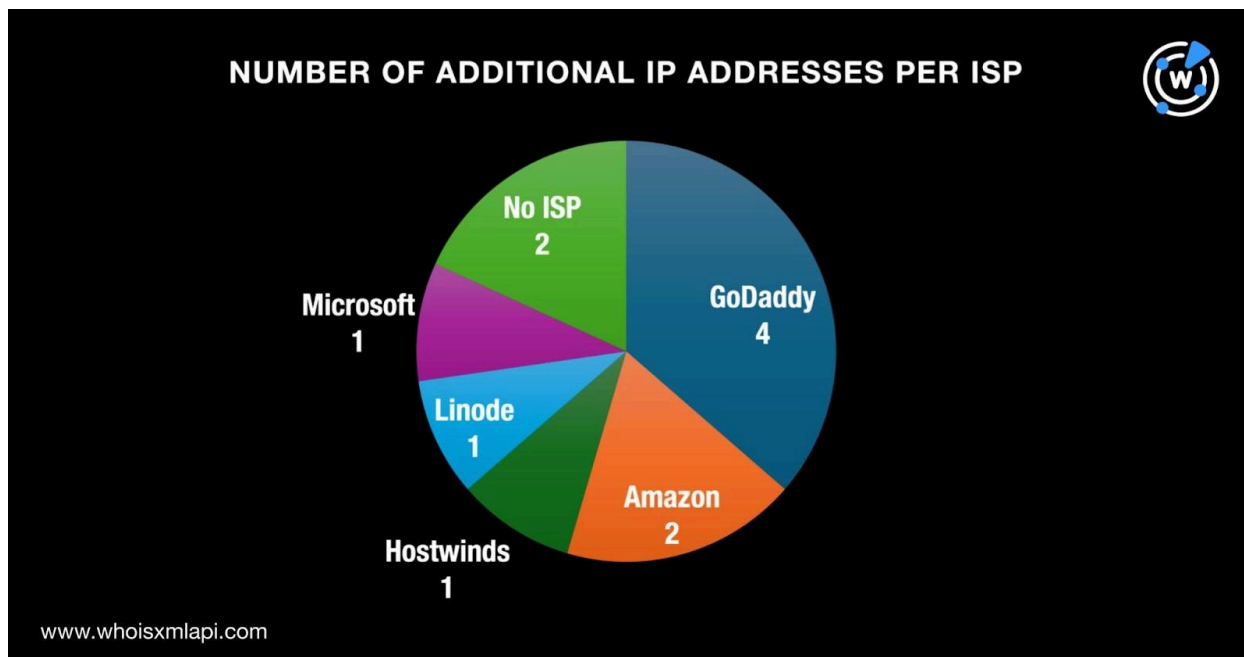 NUMBER OF ADDITIONAL IP ADDRESSES PER ISP
W
No ISP
2
GoDaddy
4
Microsoft
1
Linode
1
Amazon
2
Hostwinds
1
www.whoisxmlapi.com